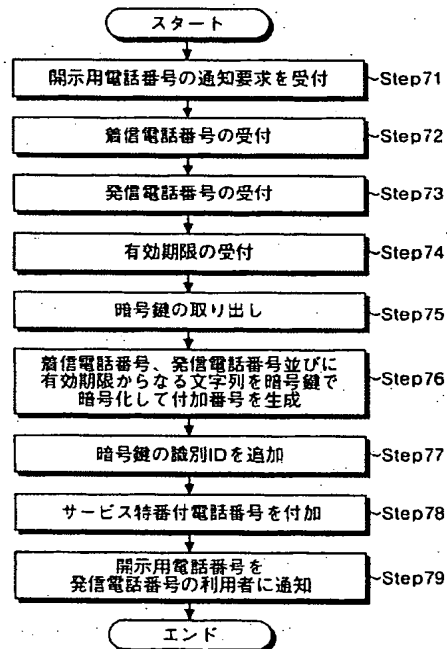 スタート
開示用電話番号の通知要求を受付
Step71
着信電話番号の受付
Step72
発信電話番号の受付
Step73
有効期限の受付
Step74
暗号鍵の取り出し
Step75
着信電話番号、発信電話番号並びに
有効期限からなる文字列を暗号鍵で
暗号化して付加番号を生成
Step76
暗号鍵の識別IDを追加
Step77
サービス特番付電話番号を付加
Step78
開示用電話番号を
発信電話番号の利用者に通知
Step79
エンド